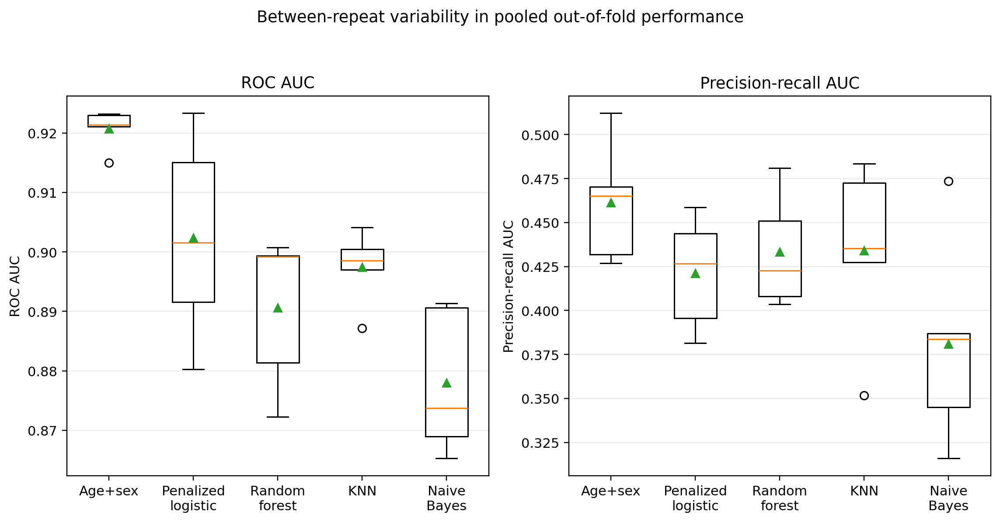 Between-repeat variability in pooled out-of-fold performance
ROC AUC
ROC AUC
0.92
0.91
0.90
0.89
0.88
0.87
Age+sex
Penalized
logistic
Random
forest
KNN
Naive
Bayes
Precision-recall AUC
Precision-recall AUC
0.500
0.475
0.450
0.425
0.400
0.375
0.350
0.325
Age+sex
Penalized
logistic
Random
forest
KNN
Naive
Bayes